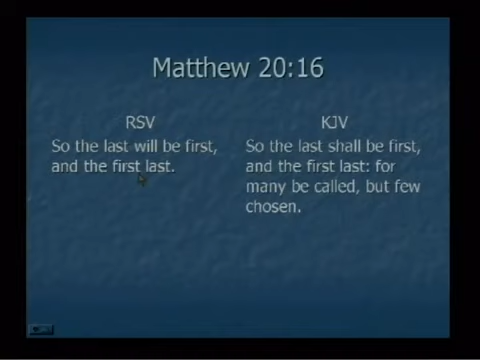 Matthew 20:16
RSV
So the last will be first,
and the first last.
KJV
So the last shall be first,
and the first last: for
many be called, but few
chosen.